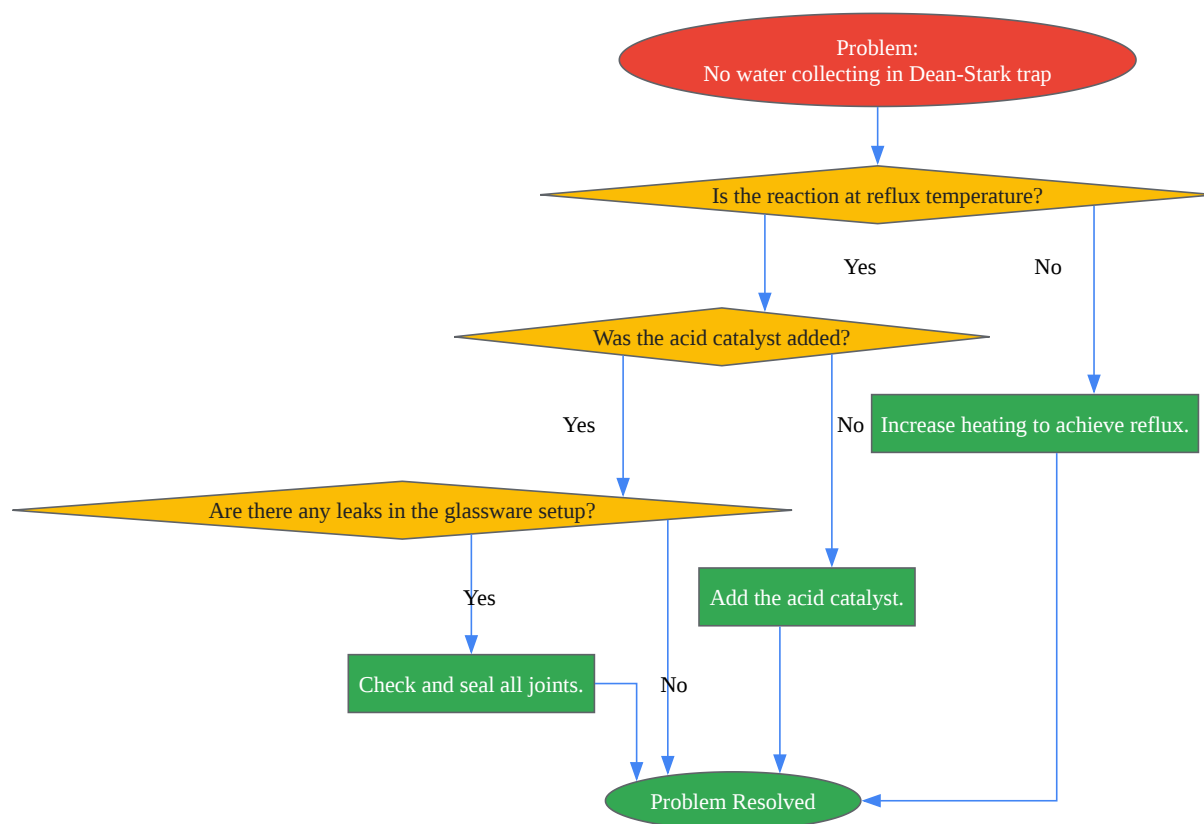 Problem:
No water collecting in Dean-Stark trap
Is the reaction at reflux temperature?
Yes
No
Was the acid catalyst added?
Yes
No
Increase heating to achieve reflux.
Are there any leaks in the glassware setup?
Yes
Add the acid catalyst.
Check and seal all joints.
No
Problem Resolved